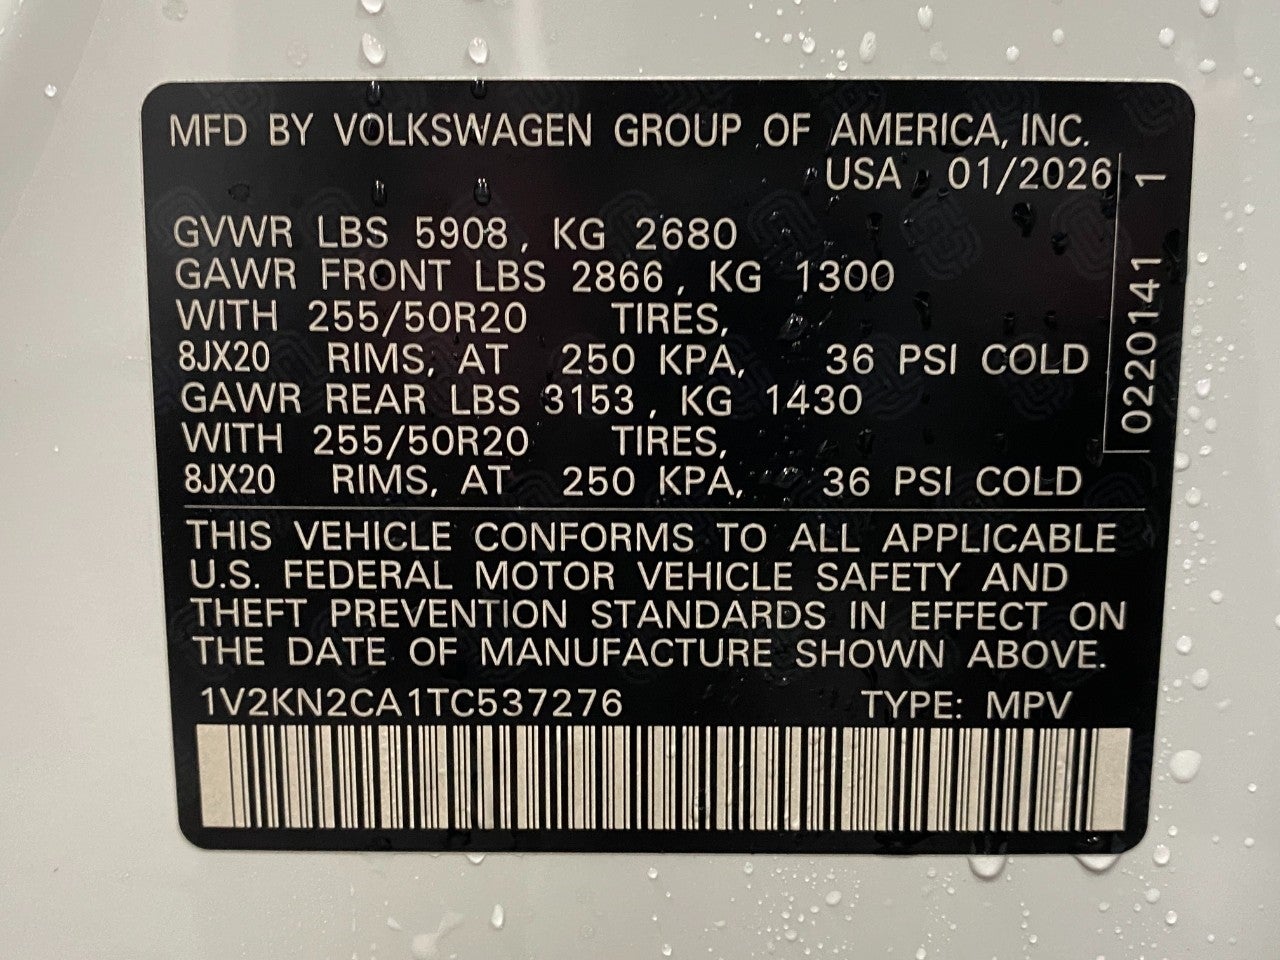 MFD BY VOLKSWAGEN GROUP OF AMERICA, INC.
USA 01/2026
GVWR LBS 5908, KG 2680
GAWR FRONT LBS 2866, KG 1300
WITH 255/50R20 TIRES,
8JX20 RIMS, AT 250 KPA, 36 PSI COLD
GAWR REAR LBS 3153, KG 1430
WITH 255/50R20 TIRES,
8JX20 RIMS, AT 250 KPA, 36 PSI COLD
0220141 1
THIS VEHICLE CONFORMS TO ALL APPLICABLE
U.S. FEDERAL MOTOR VEHICLE SAFETY AND
THEFT PREVENTION STANDARDS IN EFFECT ON
THE DATE OF MANUFACTURE SHOWN ABOVE.
1V2KN2CA1TC537276 TYPE: MPV